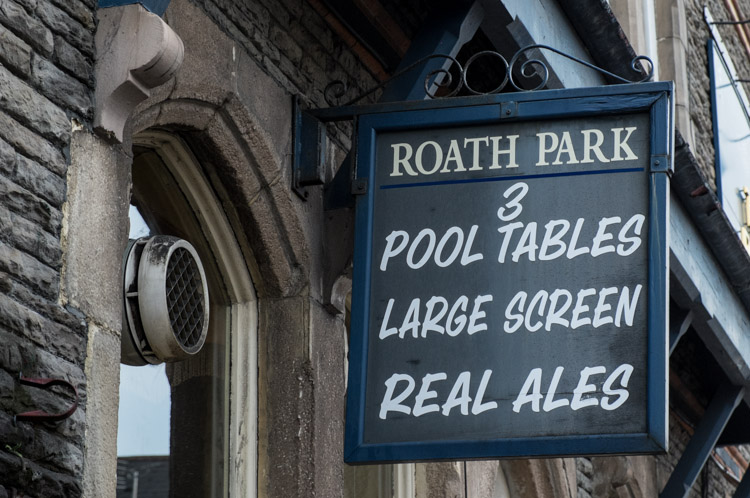 ROATH PARK
3
POOL TABLES
LARGE SCREEN
REAL ALES